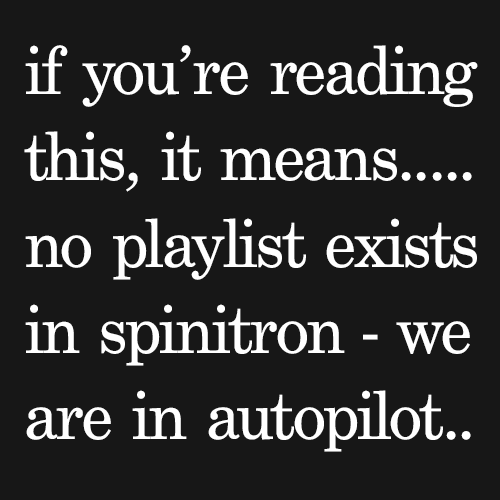 if you’re reading
this, it means.....
no playlist exists
in spinitron - we
are in autopilot..